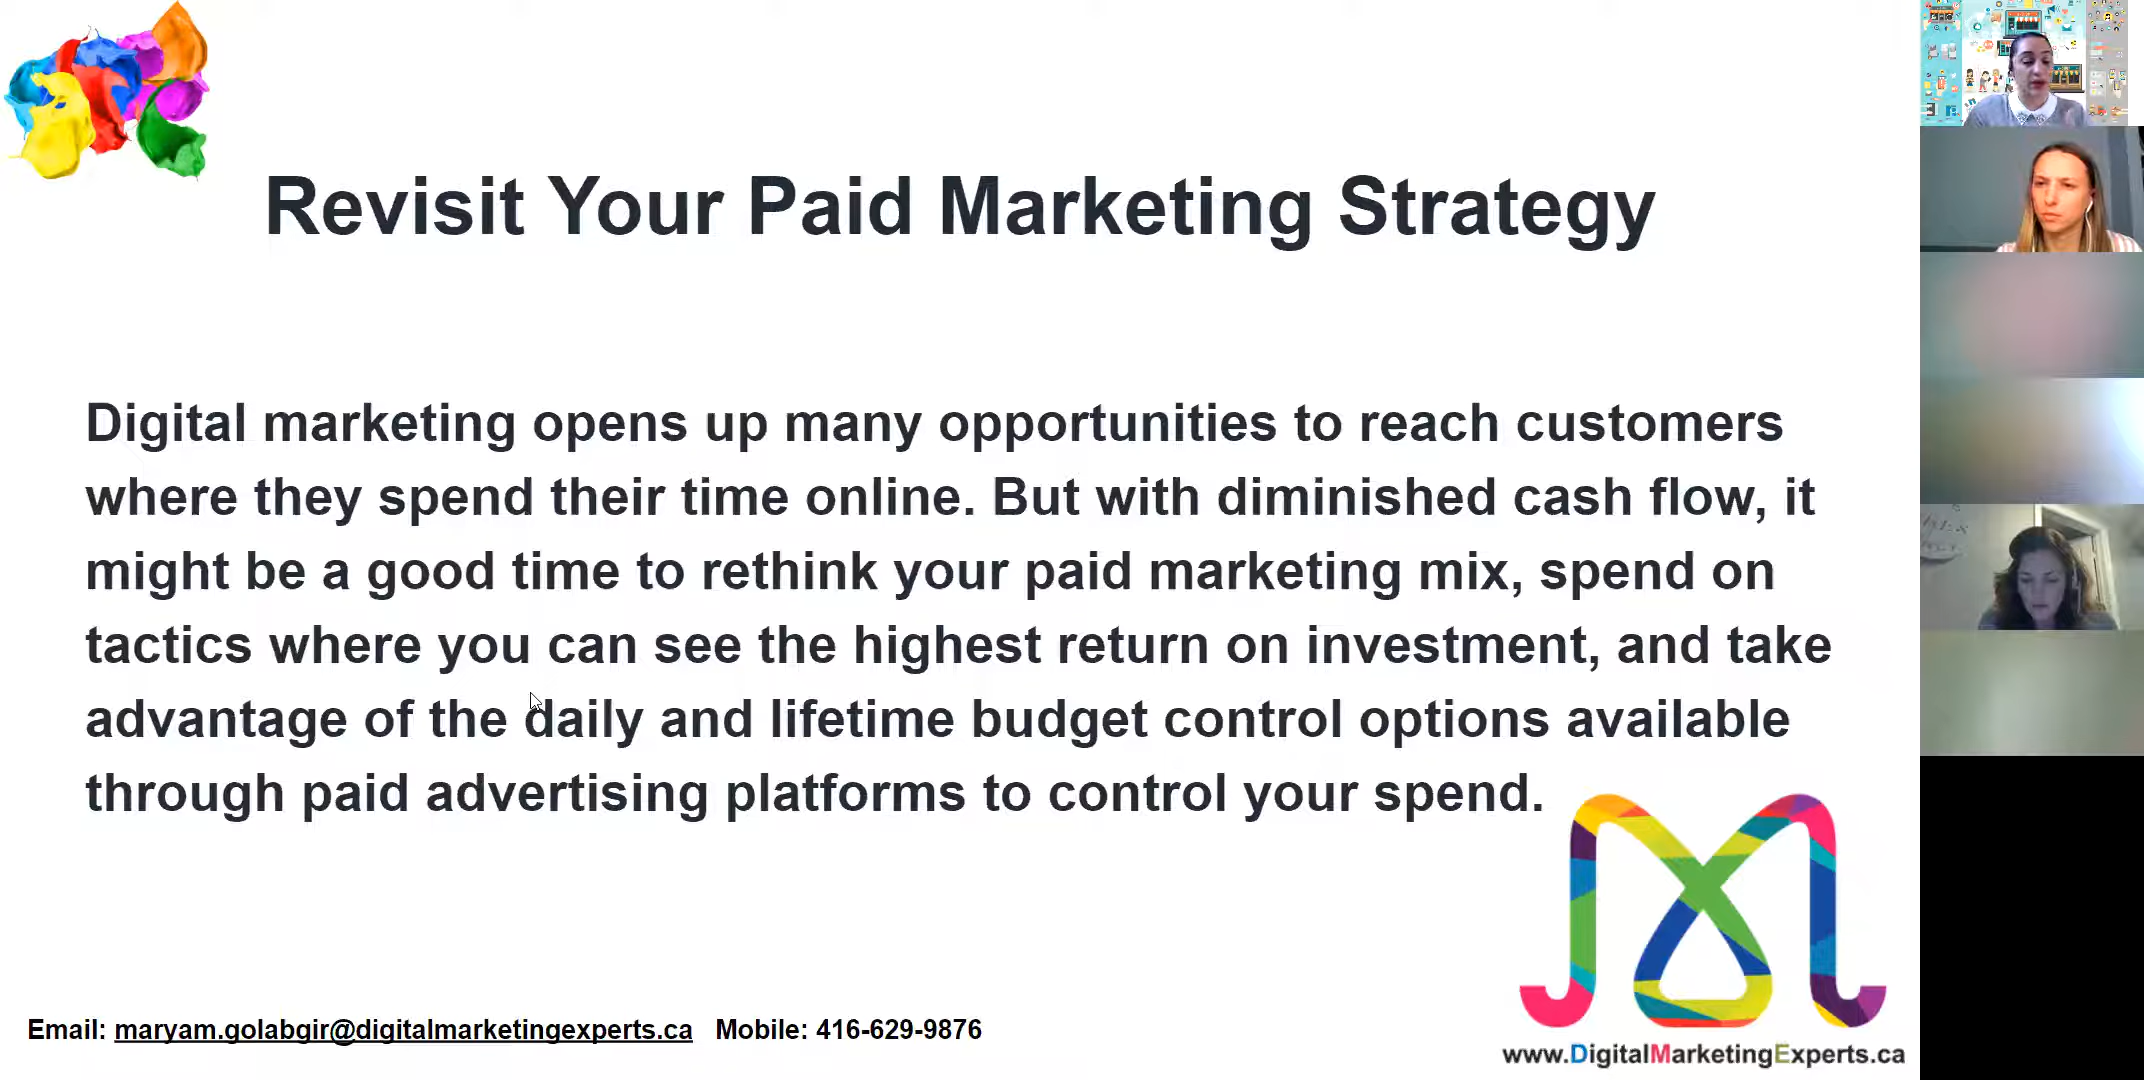 Revisit Your Paid Marketing Strategy
Digital marketing opens up many opportunities to reach customers
where they spend their time online. But with diminished cash flow, it
might be a good time to rethink your paid marketing mix, spend on
tactics where you can see the highest return on investment, and take
advantage of the daily and lifetime budget control options available
through paid advertising platforms to control your spend.
Email: maryam.golabgir@digitalmarketingexperts.ca Mobile: 416-629-9876
www.DigitalMarketingExperts.ca